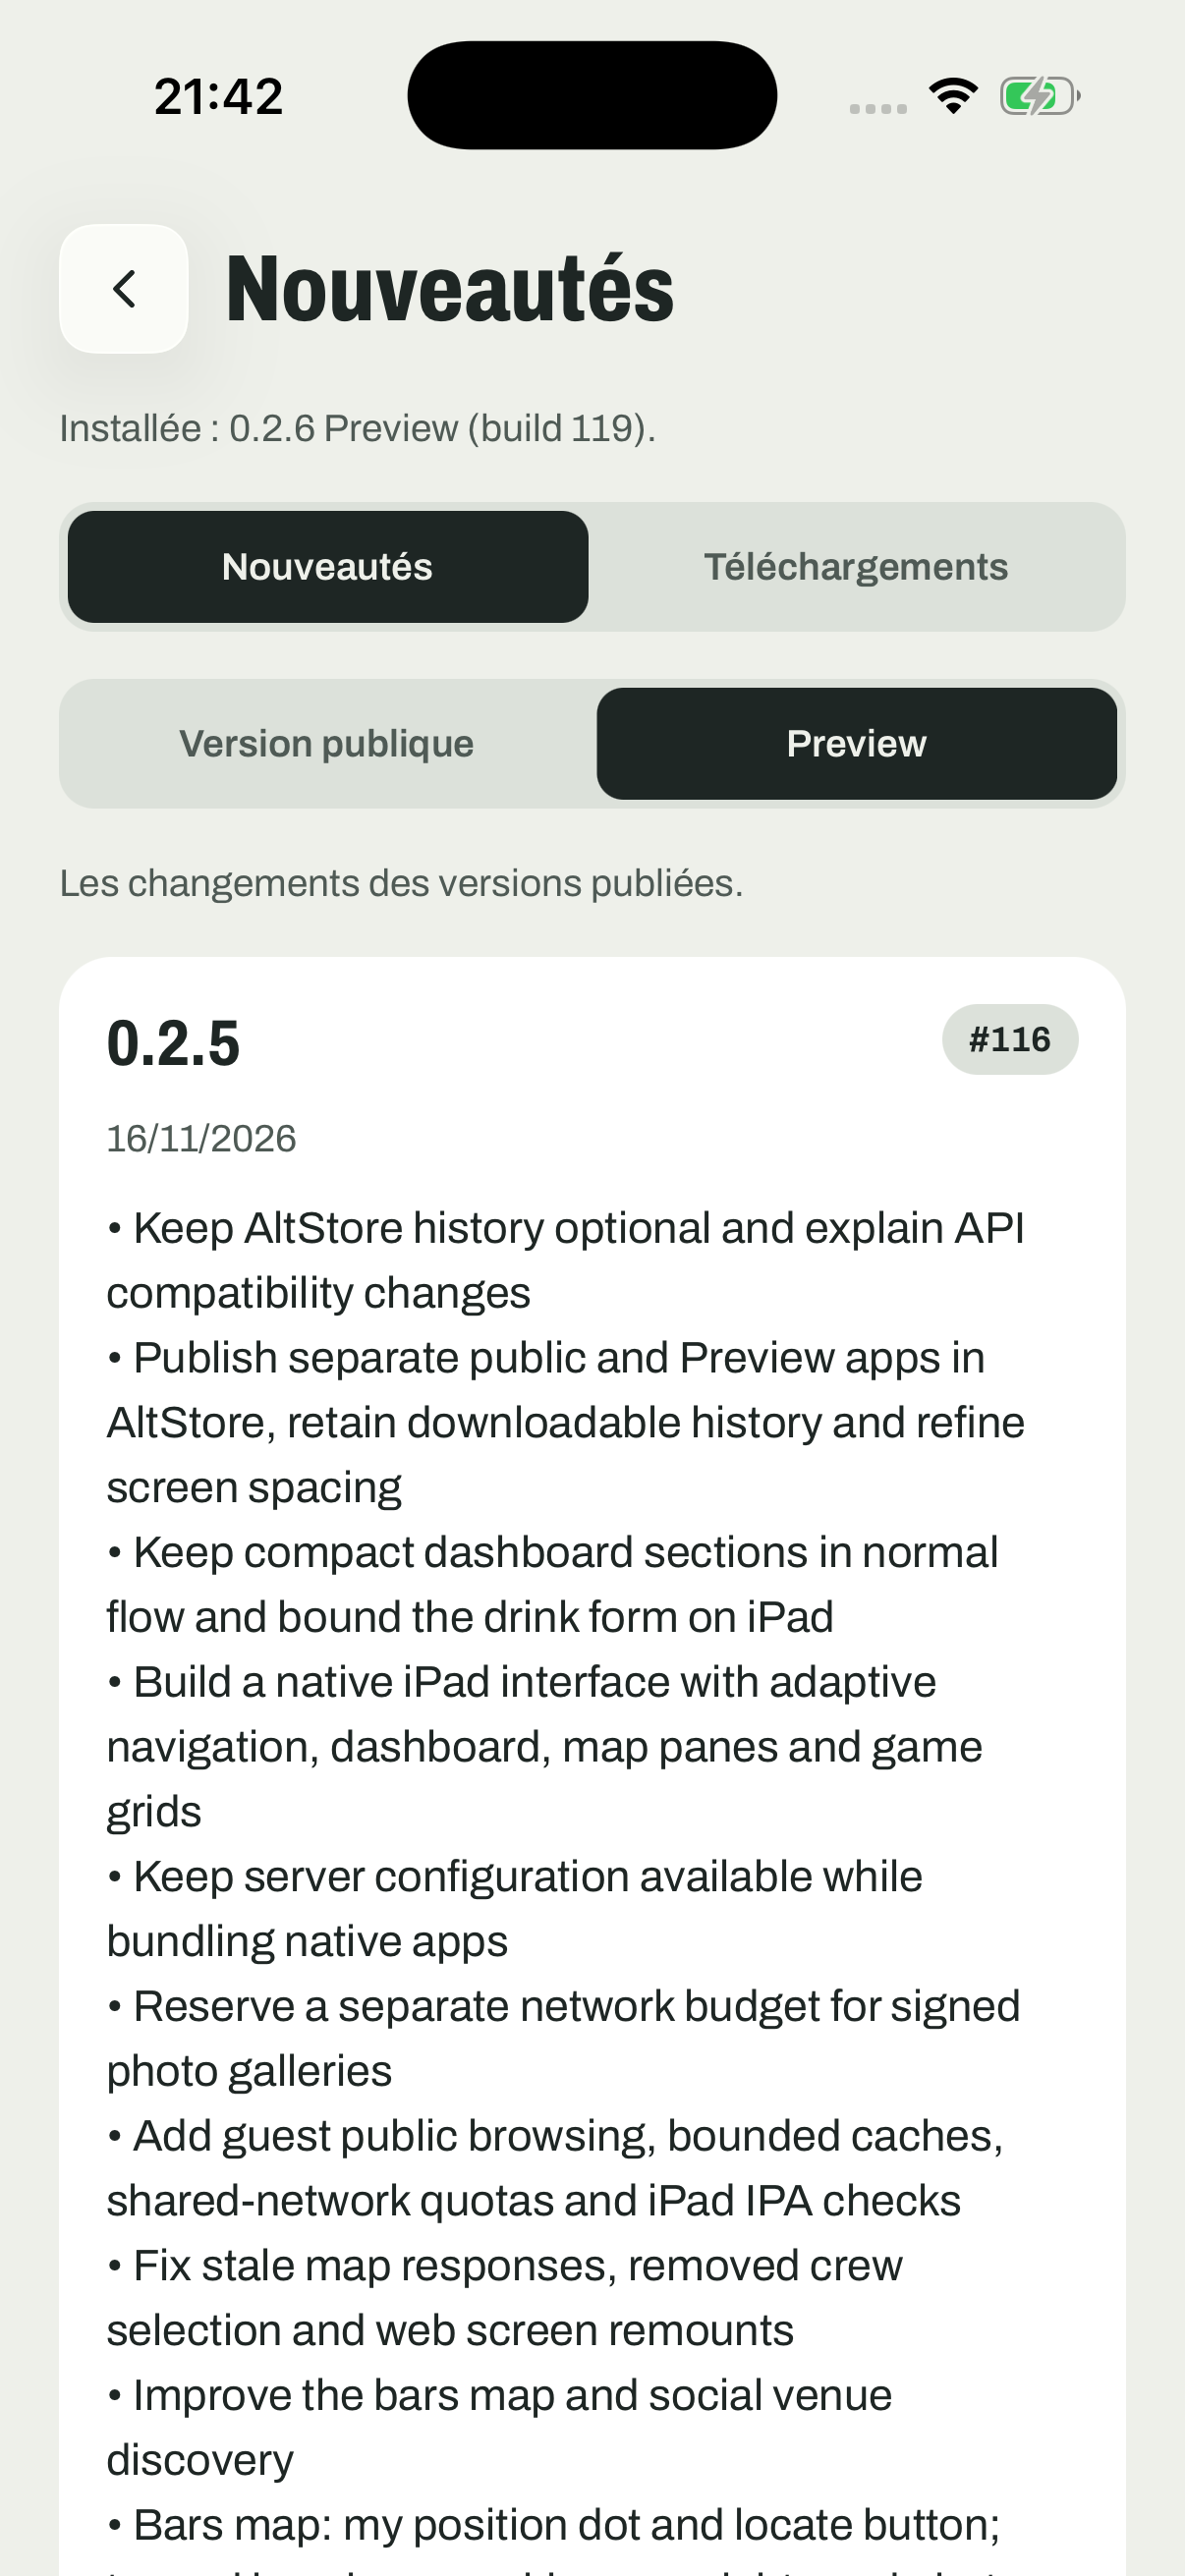 21:42
Nouveautés
Installée : 0.2.6 Preview (build 119).
Nouveautés
Téléchargements
Version publique
Preview
Les changements des versions publiées.
0.2.5
#116
16/11/2026
• Keep AltStore history optional and explain API
compatibility changes
• Publish separate public and Preview apps in
AltStore, retain downloadable history and refine
screen spacing
• Keep compact dashboard sections in normal
flow and bound the drink form on iPad
• Build a native iPad interface with adaptive
navigation, dashboard, map panes and game
grids
• Keep server configuration available while
bundling native apps
• Reserve a separate network budget for signed
photo galleries
• Add guest public browsing, bounded caches,
shared-network quotas and iPad IPA checks
• Fix stale map responses, removed crew
selection and web screen remounts
• Improve the bars map and social venue
discovery
• Bars map: my position dot and locate button;